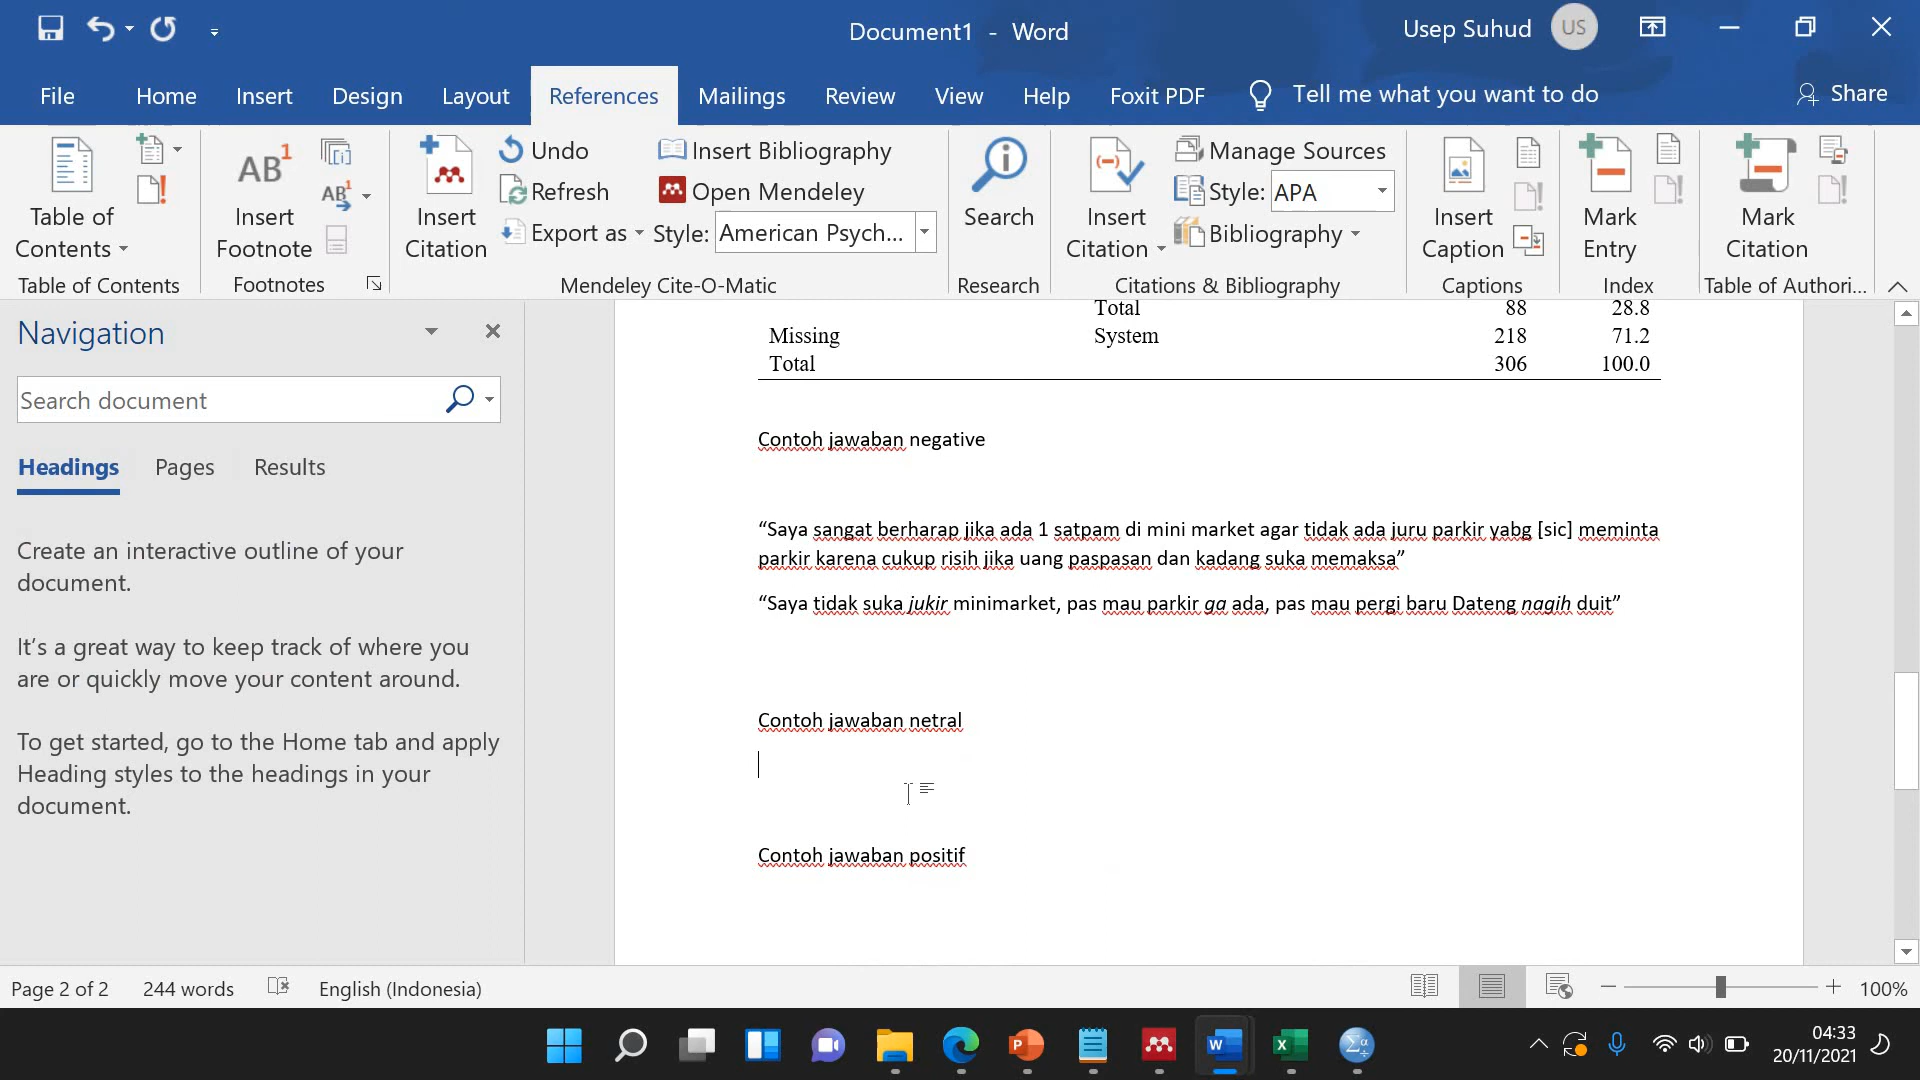 Document1 - Word
Usep Suhud
US
File
Home
Insert
Design
Layout
References
Mailings
Review
View
Help
Foxit PDF
Tell me what you want to do
Share
Table of
Contents
Table of Contents
AB1
Insert
Footnote
AB1
Footnotes
Insert
Citation
Undo
Refresh
Export as
Insert Bibliography
Open Mendeley
Style: American Psych...
Mendeley Cite-O-Matic
Search
Research
Insert
Citation
Manage Sources
Style: APA
Bibliography
Citations & Bibliography
Insert
Caption
Captions
Mark
Entry
Index
Mark
Citation
Table of Authori...
Navigation
Search document
Headings
Pages
Results
Create an interactive outline of your
document.
It's a great way to keep track of where you
are or quickly move your content around.
To get started, go to the Home tab and apply
Heading styles to the headings in your
document.
Total 88 28.8
Missing System 218 71.2
Total 306 100.0
Contoh jawaban negative
“Saya sangat berharap jika ada 1 satpam di mini market agar tidak ada juru parkir yabg [sic] meminta
parkir karena cukup risih jika uang paspasan dan kadang suka memaksa”
“Saya tidak suka jukir minimarket, pas mau parkir ga ada, pas mau pergi baru Dateng nagih duit”
Contoh jawaban netral
Contoh jawaban positif
Page 2 of 2
244 words
English (Indonesia)
100%
04:33
20/11/2021